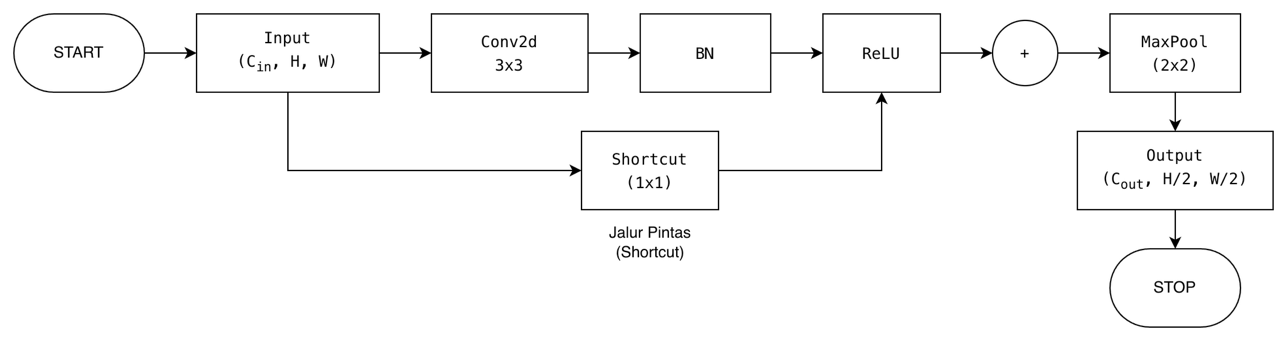 START
Input
(C_in, H, W)
Conv2d
3x3
BN
ReLU
+
MaxPool
(2x2)
Shortcut
(1x1)
Jalur Pintas
(Shortcut)
Output
(C_out, H/2, W/2)
STOP